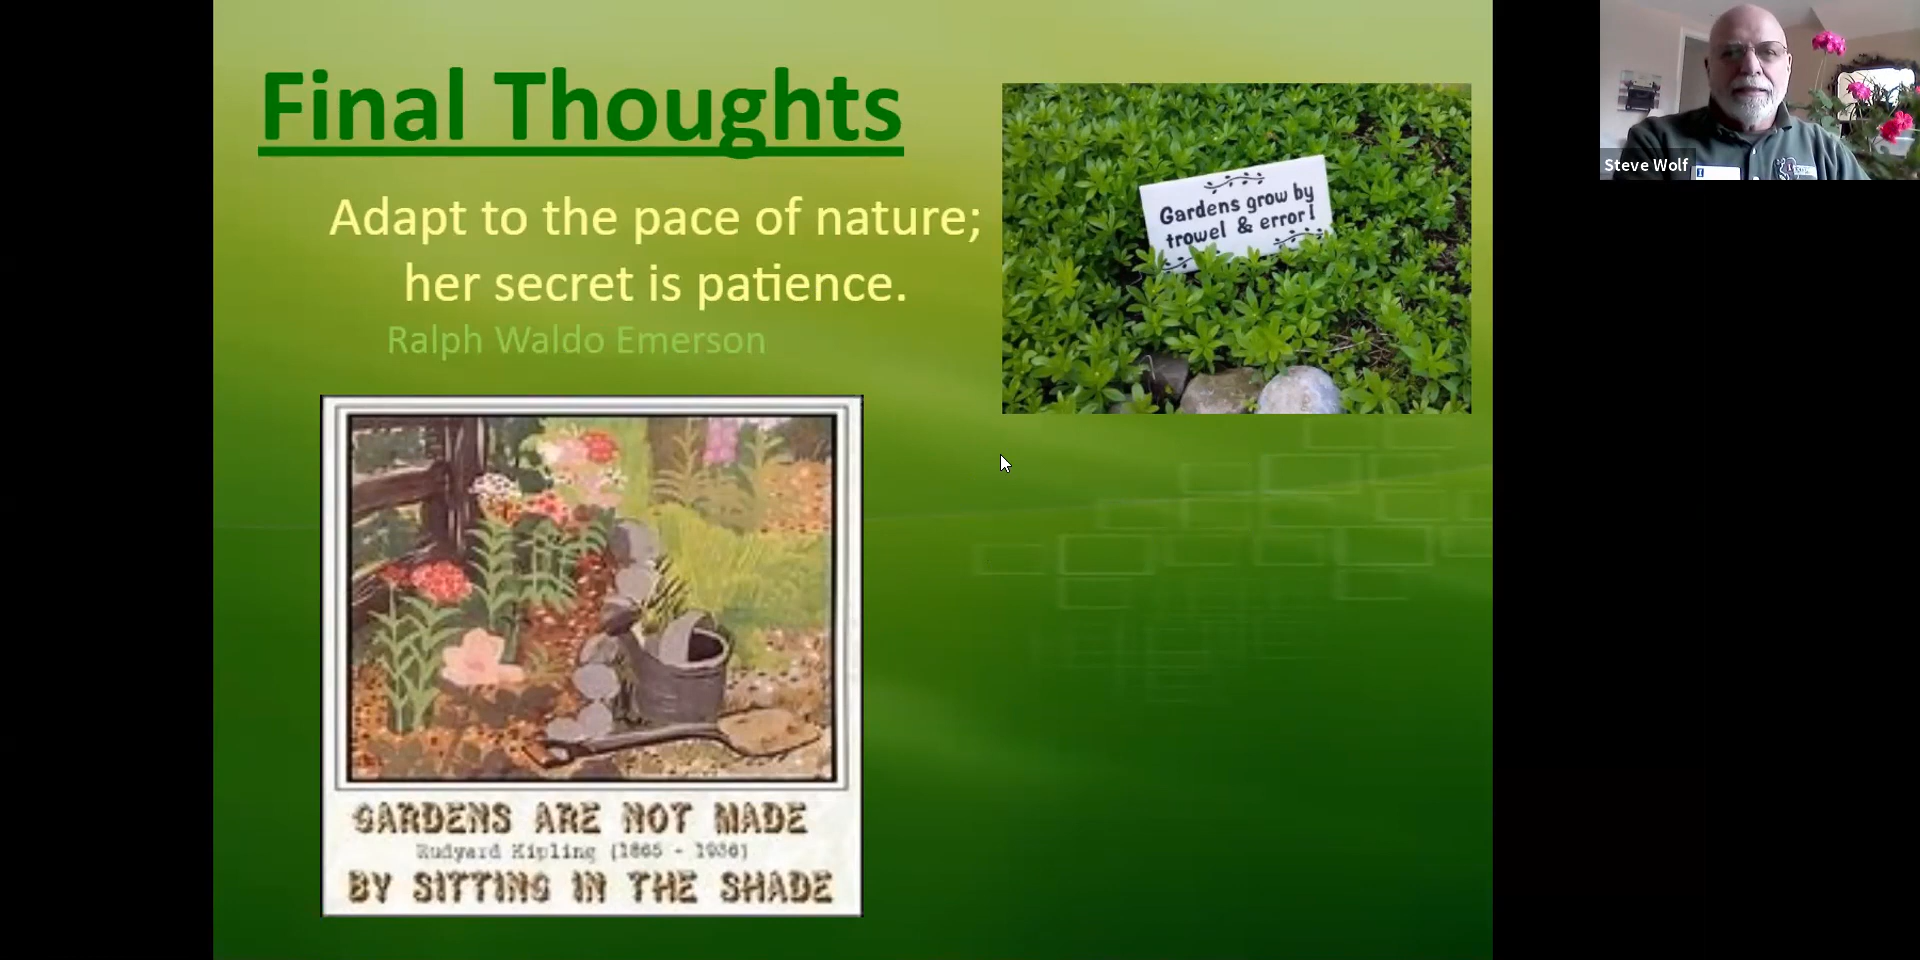 Final Thoughts
Adapt to the pace of nature;
her secret is patience.
Ralph Waldo Emerson
Gardens grow by
trowel & error!
GARDENS ARE NOT MADE
Rudyard Kipling (1865 - 1936)
BY SITTING IN THE SHADE
Steve Wolf